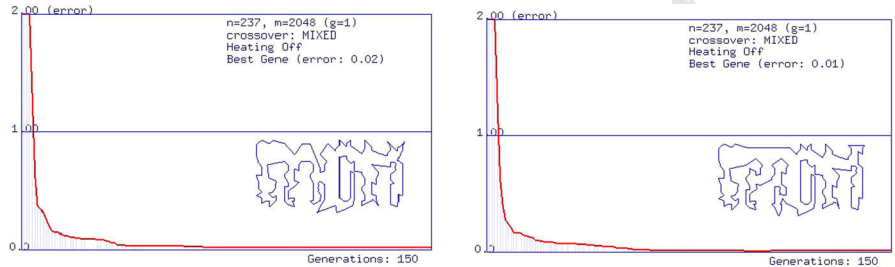 2.00 (error)
n=237, m=2048 (g=1)
crossover: MIXED
Heating Off
Best Gene (error: 0.02)
1.00
0.0
Generations: 150
2.00 (error)
n=237, m=2048 (g=1)
crossover: MIXED
Heating Off
Best Gene (error: 0.01)
1.00
0.0
Generations: 150